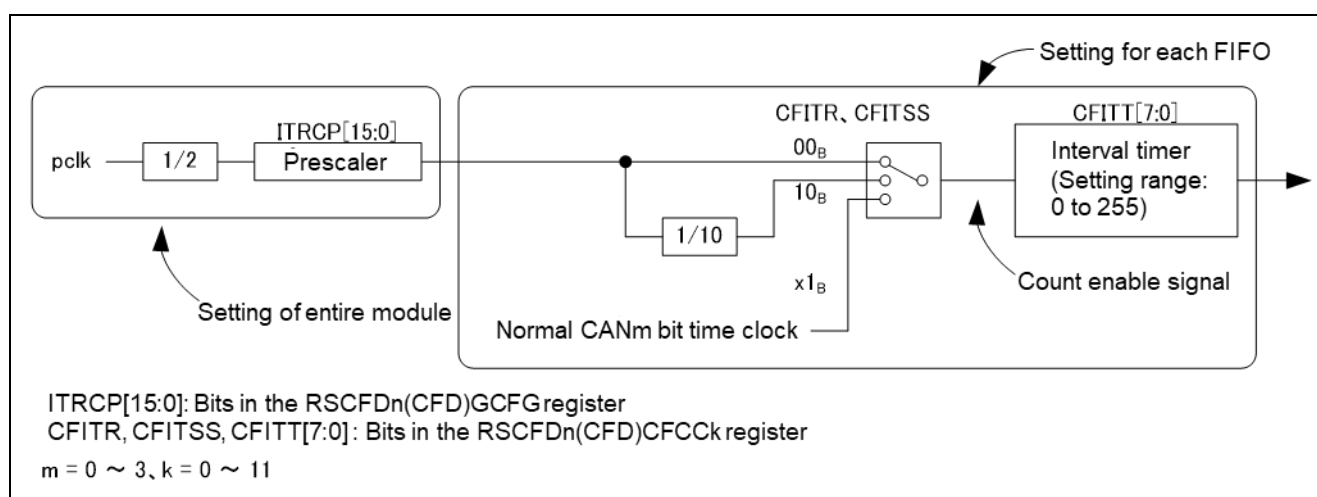 Setting for each FIFO
ITRCP[15:0]
CFITR、CFITSS
CFITT[7:0]
pclk
1/2
Prescaler
00B
10B
1/10
x1B
Interval timer
(Setting range:
0 to 255)
Setting of entire module
Normal CANm bit time clock
Count enable signal
ITRCP[15:0]: Bits in the RSCFDn(CFD)GCFG register
CFITR, CFITSS, CFITT[7:0] : Bits in the RSCFDn(CFD)CFCCk register
m = 0 ～ 3、k = 0 ～ 11